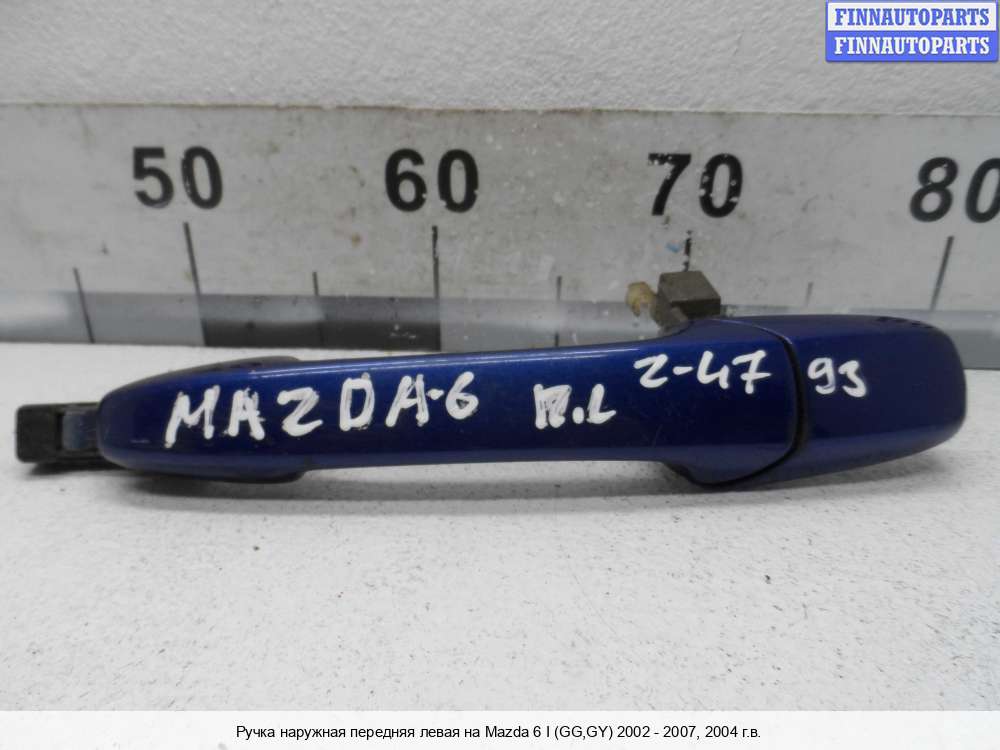 FINNAUTOPARTS
FINNAUTOPARTS
50 60 70 80
MAZDA-6 П.L 2-47 93
Ручка наружная передняя левая на Mazda 6 I (GG,GY) 2002 - 2007, 2004 г.в.